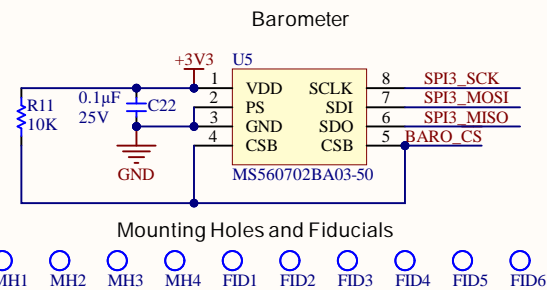 Barometer
+3V3
U5
1 VDD SCLK 8 SPI3_SCK
2 PS SDI 7 SPI3_MOSI
3 GND SDO 6 SPI3_MISO
4 CSB CSB 5 BARO_CS
R11
10K
0.1µF
25V
C22
GND
MS560702BA03-50
Mounting Holes and Fiducials
MH1 MH2 MH3 MH4 FID1 FID2 FID3 FID4 FID5 FID6